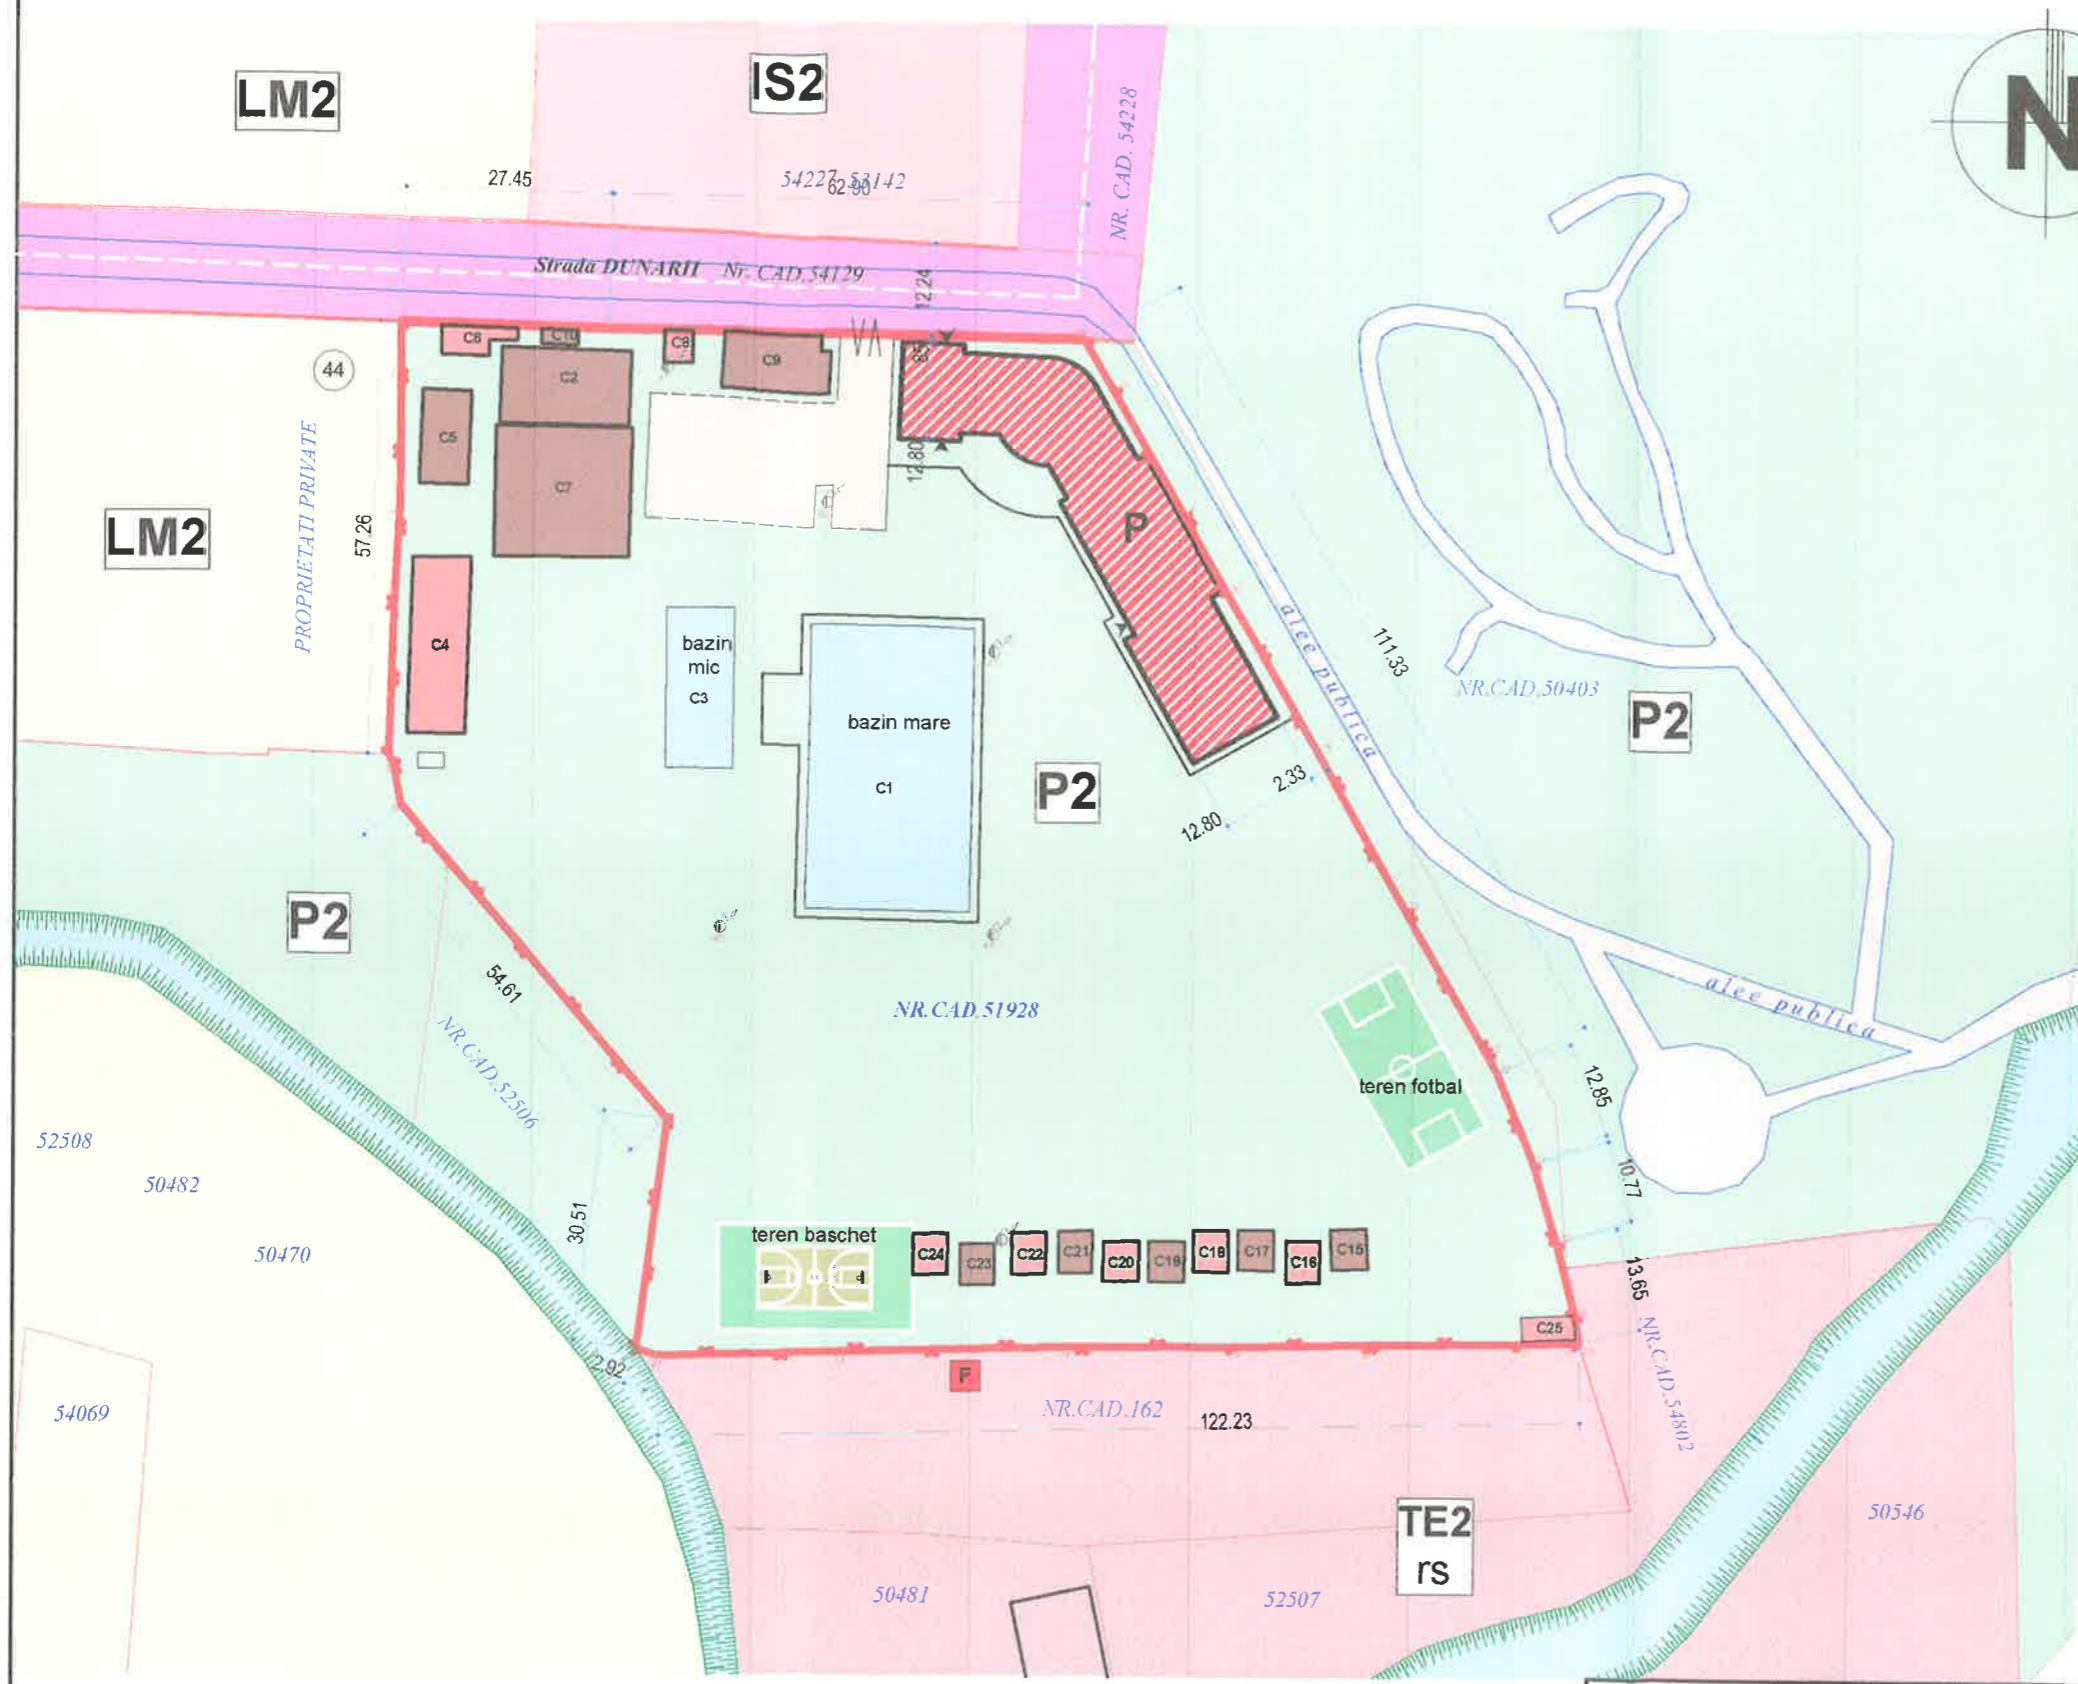 LM2
IS2
N
NR. CAD. 54228
27.45
54227 53142
62.90
Strada DUNARII Nr. CAD.54129
12.24
C10
C8
C9
C2
44
C5
C7
12.80
P
PROPRIETATI PRIVATE
57.26
LM2
C4
bazin
mic
C3
bazin mare
C1
alee publica
111.33
NR.CAD.50403
P2
P2
2.33
12.80
P2
54.61
NR.CAD.52506
NR.CAD.51928
alee publica
teren fotbal
12.85
10.77
13.65
52508
50482
50470
30.51
teren baschet
C24
C23
C22
C21
C20
C19
C18
C17
C16
C15
C25
2.92
F
NR.CAD.162
122.23
NR.CAD.54802
54069
TE2
rs
50546
50481
52507